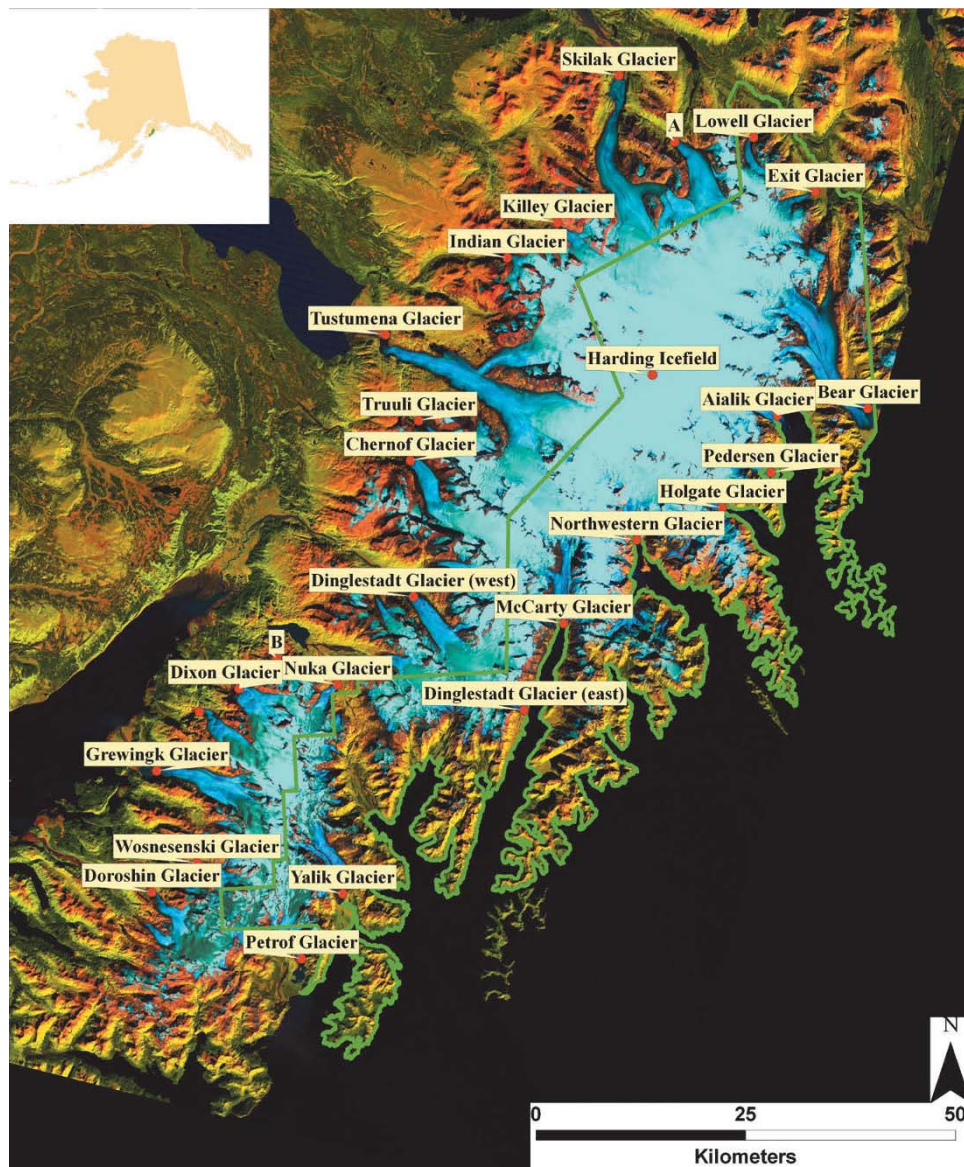 Skilak Glacier
A
Lowell Glacier
Exit Glacier
Killey Glacier
Indian Glacier
Tustumena Glacier
Harding Icefield
Truuli Glacier
Aialik Glacier
Bear Glacier
Chernof Glacier
Pedersen Glacier
Holgate Glacier
Northwestern Glacier
Dinglestadt Glacier (west)
McCarty Glacier
B
Dixon Glacier
Nuka Glacier
Dinglestadt Glacier (east)
Grewingk Glacier
Wosnesenski Glacier
Doroshin Glacier
Yalik Glacier
Petrof Glacier
N
0 25 50
Kilometers